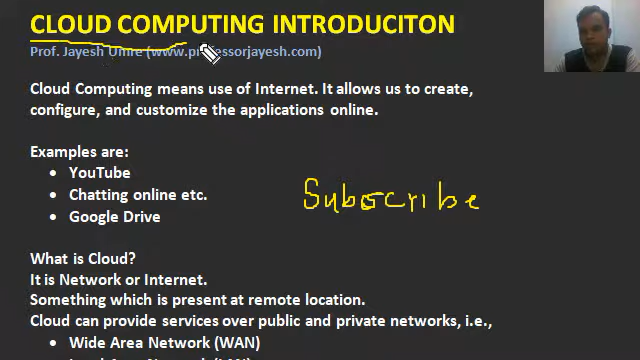 CLOUD COMPUTING INTRODUCITON
Prof. Jayesh Umre (www.professorjayesh.com)
Cloud Computing means use of Internet. It allows us to create,
configure, and customize the applications online.
Examples are:
• YouTube
• Chatting online etc.
• Google Drive
Subscribe
What is Cloud?
It is Network or Internet.
Something which is present at remote location.
Cloud can provide services over public and private networks, i.e.,
• Wide Area Network (WAN)